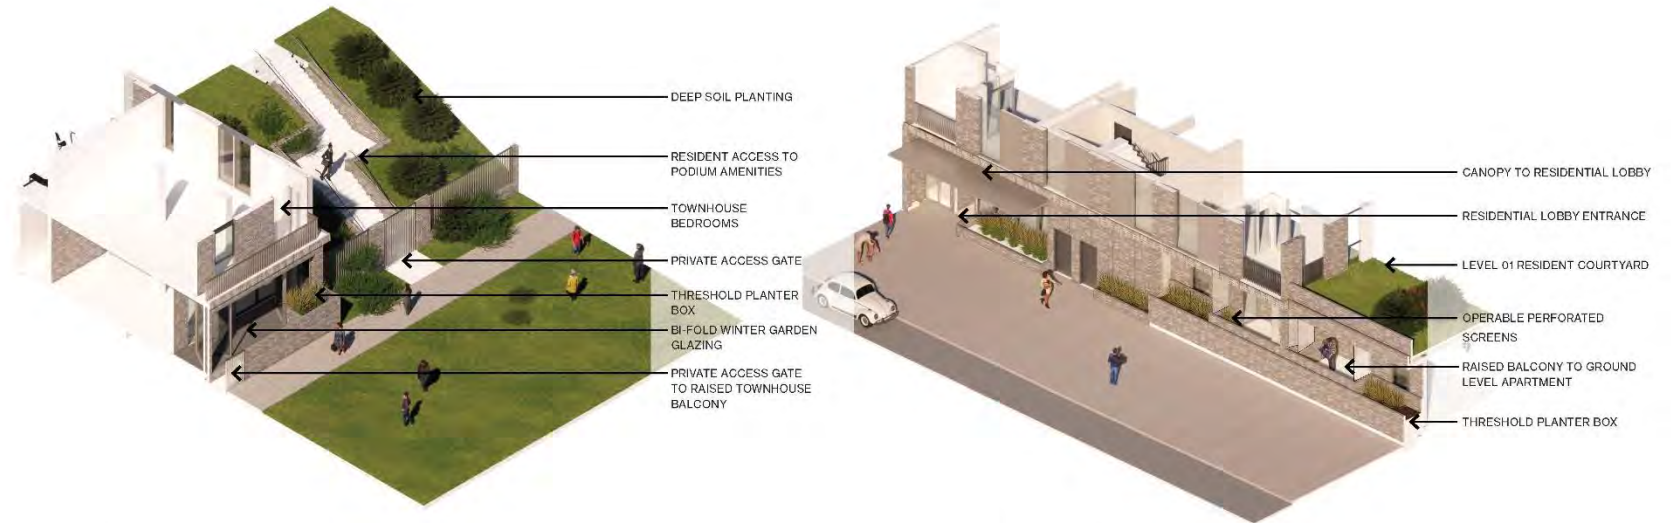 DEEP SOIL PLANTING
RESIDENT ACCESS TO
PODIUM AMENITIES
TOWNHOUSE
BEDROOMS
PRIVATE ACCESS GATE
THRESHOLD PLANTER
BOX
BI-FOLD WINTER GARDEN
GLAZING
PRIVATE ACCESS GATE
TO RAISED TOWNHOUSE
BALCONY
CANOPY TO RESIDENTIAL LOBBY
RESIDENTIAL LOBBY ENTRANCE
LEVEL 01 RESIDENT COURTYARD
OPERABLE PERFORATED
SCREENS
RAISED BALCONY TO GROUND
LEVEL APARTMENT
THRESHOLD PLANTER BOX